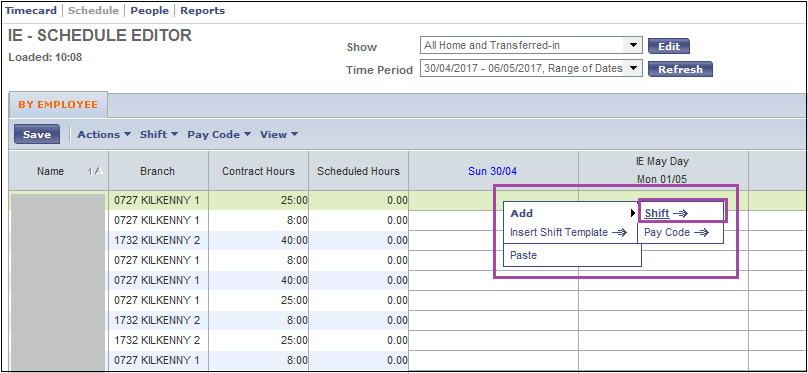 Timecard | Schedule | People | Reports
IE - SCHEDULE EDITOR
Loaded: 10:08
Show All Home and Transferred-in Edit
Time Period 30/04/2017 - 06/05/2017, Range of Dates Refresh
BY EMPLOYEE
Save Actions Shift Pay Code View
Name 1 Branch Contract Hours Scheduled Hours Sun 30/04 IE May Day
Mon 01/05
0727 KILKENNY 1 25:00 0.00
0727 KILKENNY 1 8:00 0.00
1732 KILKENNY 2 40:00 0.00
0727 KILKENNY 1 8:00 0.00
0727 KILKENNY 1 40:00 0.00
0727 KILKENNY 1 25:00 0.00
1732 KILKENNY 2 8:00 0.00
1732 KILKENNY 2 25:00 0.00
0727 KILKENNY 1 8:00 0.00
Add Shift
Insert Shift Template Pay Code
Paste